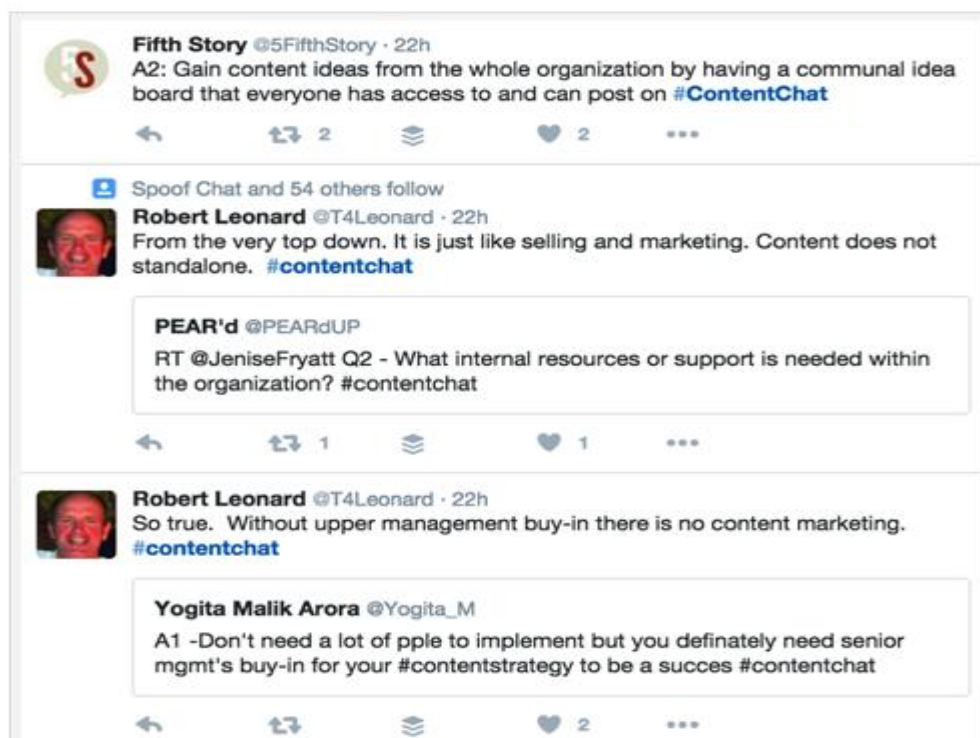 5S
Fifth Story @5FifthStory · 22h
A2: Gain content ideas from the whole organization by having a communal idea
board that everyone has access to and can post on #ContentChat
2 2
Spoof Chat and 54 others follow
Robert Leonard @T4Leonard · 22h
From the very top down. It is just like selling and marketing. Content does not
standalone. #contentchat
PEAR'd @PEARdUP
RT @JeniseFryatt Q2 - What internal resources or support is needed within
the organization? #contentchat
1 1
Robert Leonard @T4Leonard · 22h
So true. Without upper management buy-in there is no content marketing.
#contentchat
Yogita Malik Arora @Yogita_M
A1 -Don't need a lot of pple to implement but you definately need senior
mgmt's buy-in for your #contentstrategy to be a succes #contentchat
2